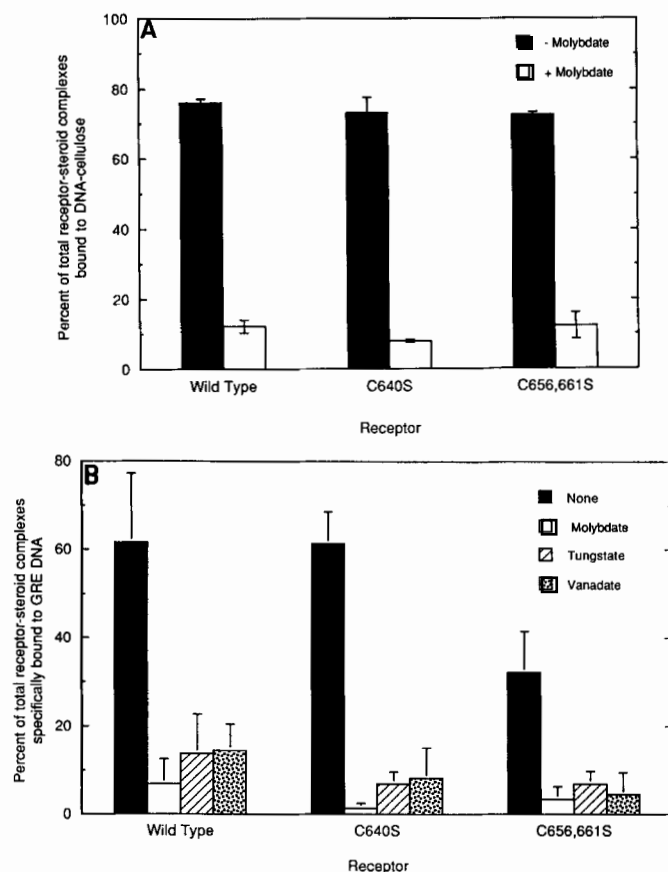 A
100
80
60
40
20
0
Percent of total receptor-steroid complexes
bound to DNA-cellulose
- Molybdate
+ Molybdate
Wild Type
C640S
C656,661S
Receptor
B
80
60
40
20
0
Percent of total receptor-steroid complexes
specifically bound to GRE DNA
None
Molybdate
Tungstate
Vanadate
Wild Type
C640S
C656,661S
Receptor